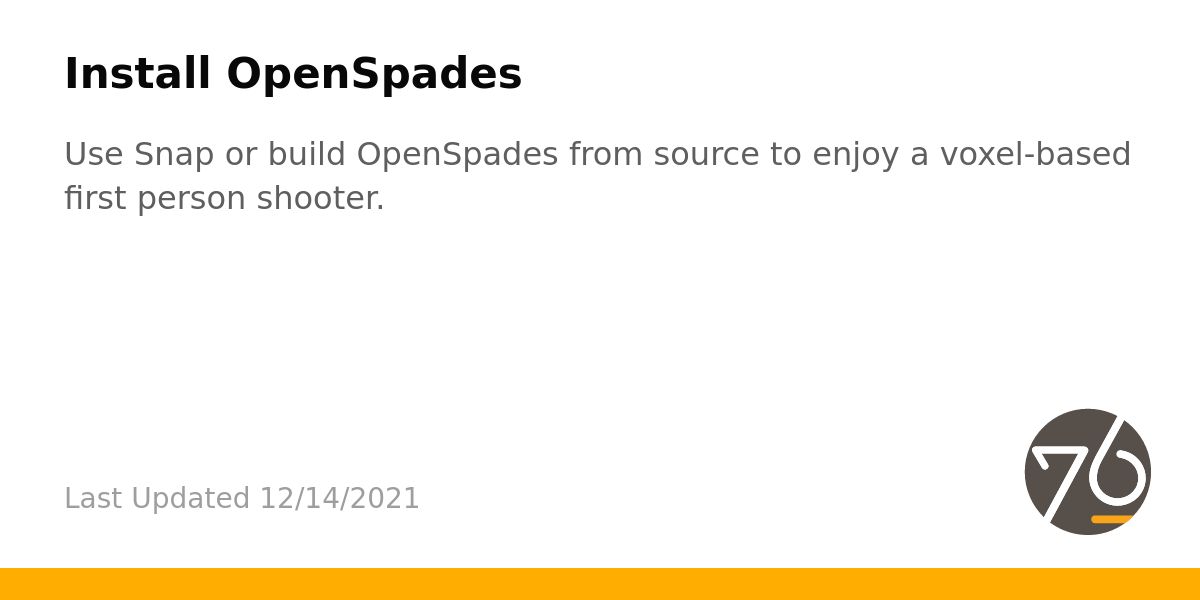 Install OpenSpades
Use Snap or build OpenSpades from source to enjoy a voxel-based
first person shooter.
Last Updated 12/14/2021
76